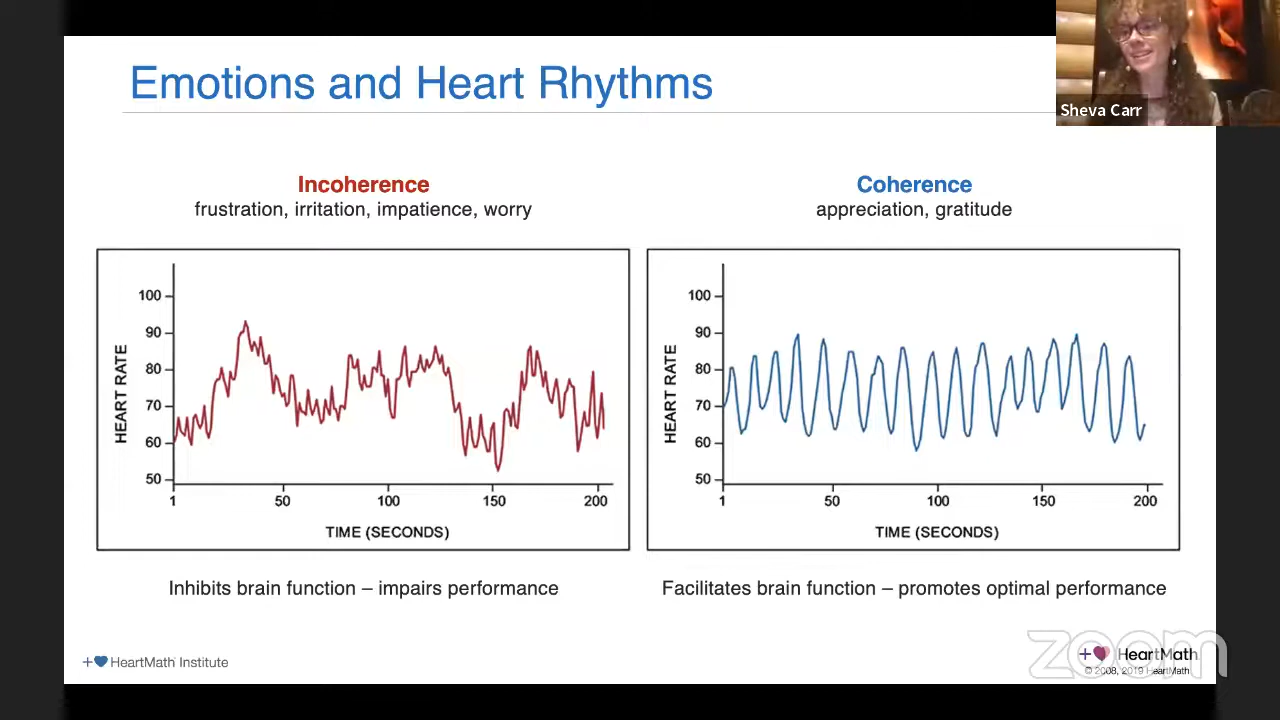 Emotions and Heart Rhythms
Sheva Carr
Incoherence
frustration, irritation, impatience, worry
HEART RATE
100
90
80
70
60
50
1
50
100
150
200
TIME (SECONDS)
Inhibits brain function – impairs performance
Coherence
appreciation, gratitude
HEART RATE
100
90
80
70
60
50
1
50
100
150
200
TIME (SECONDS)
Facilitates brain function – promotes optimal performance
HeartMath Institute
zoom
HeartMath
© 2008, 2019 HeartMath